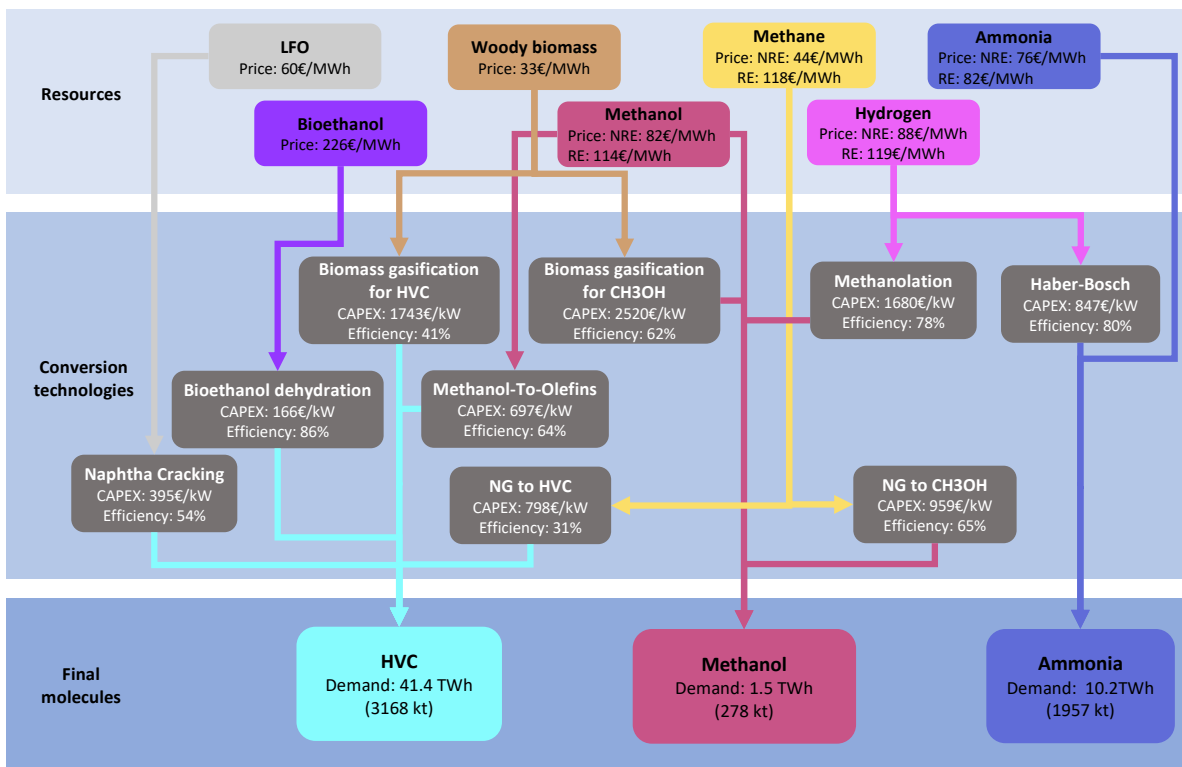 Resources
LFO
Price: 60€/MWh
Woody biomass
Price: 33€/MWh
Methane
Price: NRE: 44€/MWh
RE: 118€/MWh
Ammonia
Price: NRE: 76€/MWh
RE: 82€/MWh
Bioethanol
Price: 226€/MWh
Methanol
Price: NRE: 82€/MWh
RE: 114€/MWh
Hydrogen
Price: NRE: 88€/MWh
RE: 119€/MWh
Conversion
technologies
Biomass gasification
for HVC
CAPEX: 1743€/kW
Efficiency: 41%
Biomass gasification
for CH3OH
CAPEX: 2520€/kW
Efficiency: 62%
Methanolation
CAPEX: 1680€/kW
Efficiency: 78%
Haber-Bosch
CAPEX: 847€/kW
Efficiency: 80%
Bioethanol dehydration
CAPEX: 166€/kW
Efficiency: 86%
Methanol-To-Olefins
CAPEX: 697€/kW
Efficiency: 64%
Naphtha Cracking
CAPEX: 395€/kW
Efficiency: 54%
NG to HVC
CAPEX: 798€/kW
Efficiency: 31%
NG to CH3OH
CAPEX: 959€/kW
Efficiency: 65%
Final
molecules
HVC
Demand: 41.4 TWh
(3168 kt)
Methanol
Demand: 1.5 TWh
(278 kt)
Ammonia
Demand: 10.2TWh
(1957 kt)